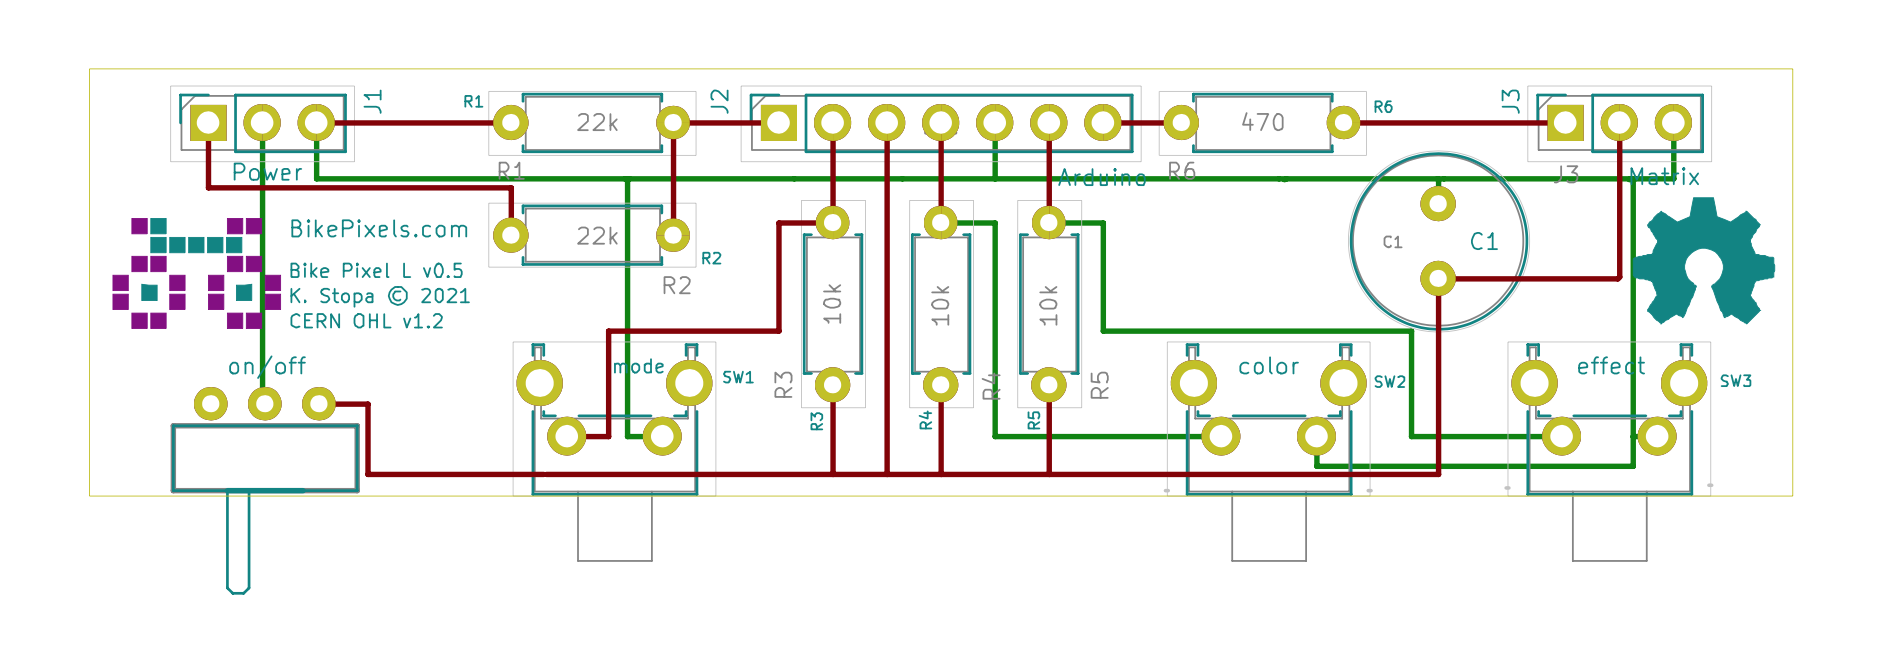 J1
R1
22k
J2
470
R6
J3
Power
R1
Arduino
R6
J3
Matrix
BikePixels.com
22k
R2
C1
C1
Bike Pixel L v0.5
R2
K. Stopa © 2021
10k
10k
10k
CERN OHL v1.2
on/off
mode
SW1
color
SW2
effect
SW3
R3
R4
R5
R3
R4
R5